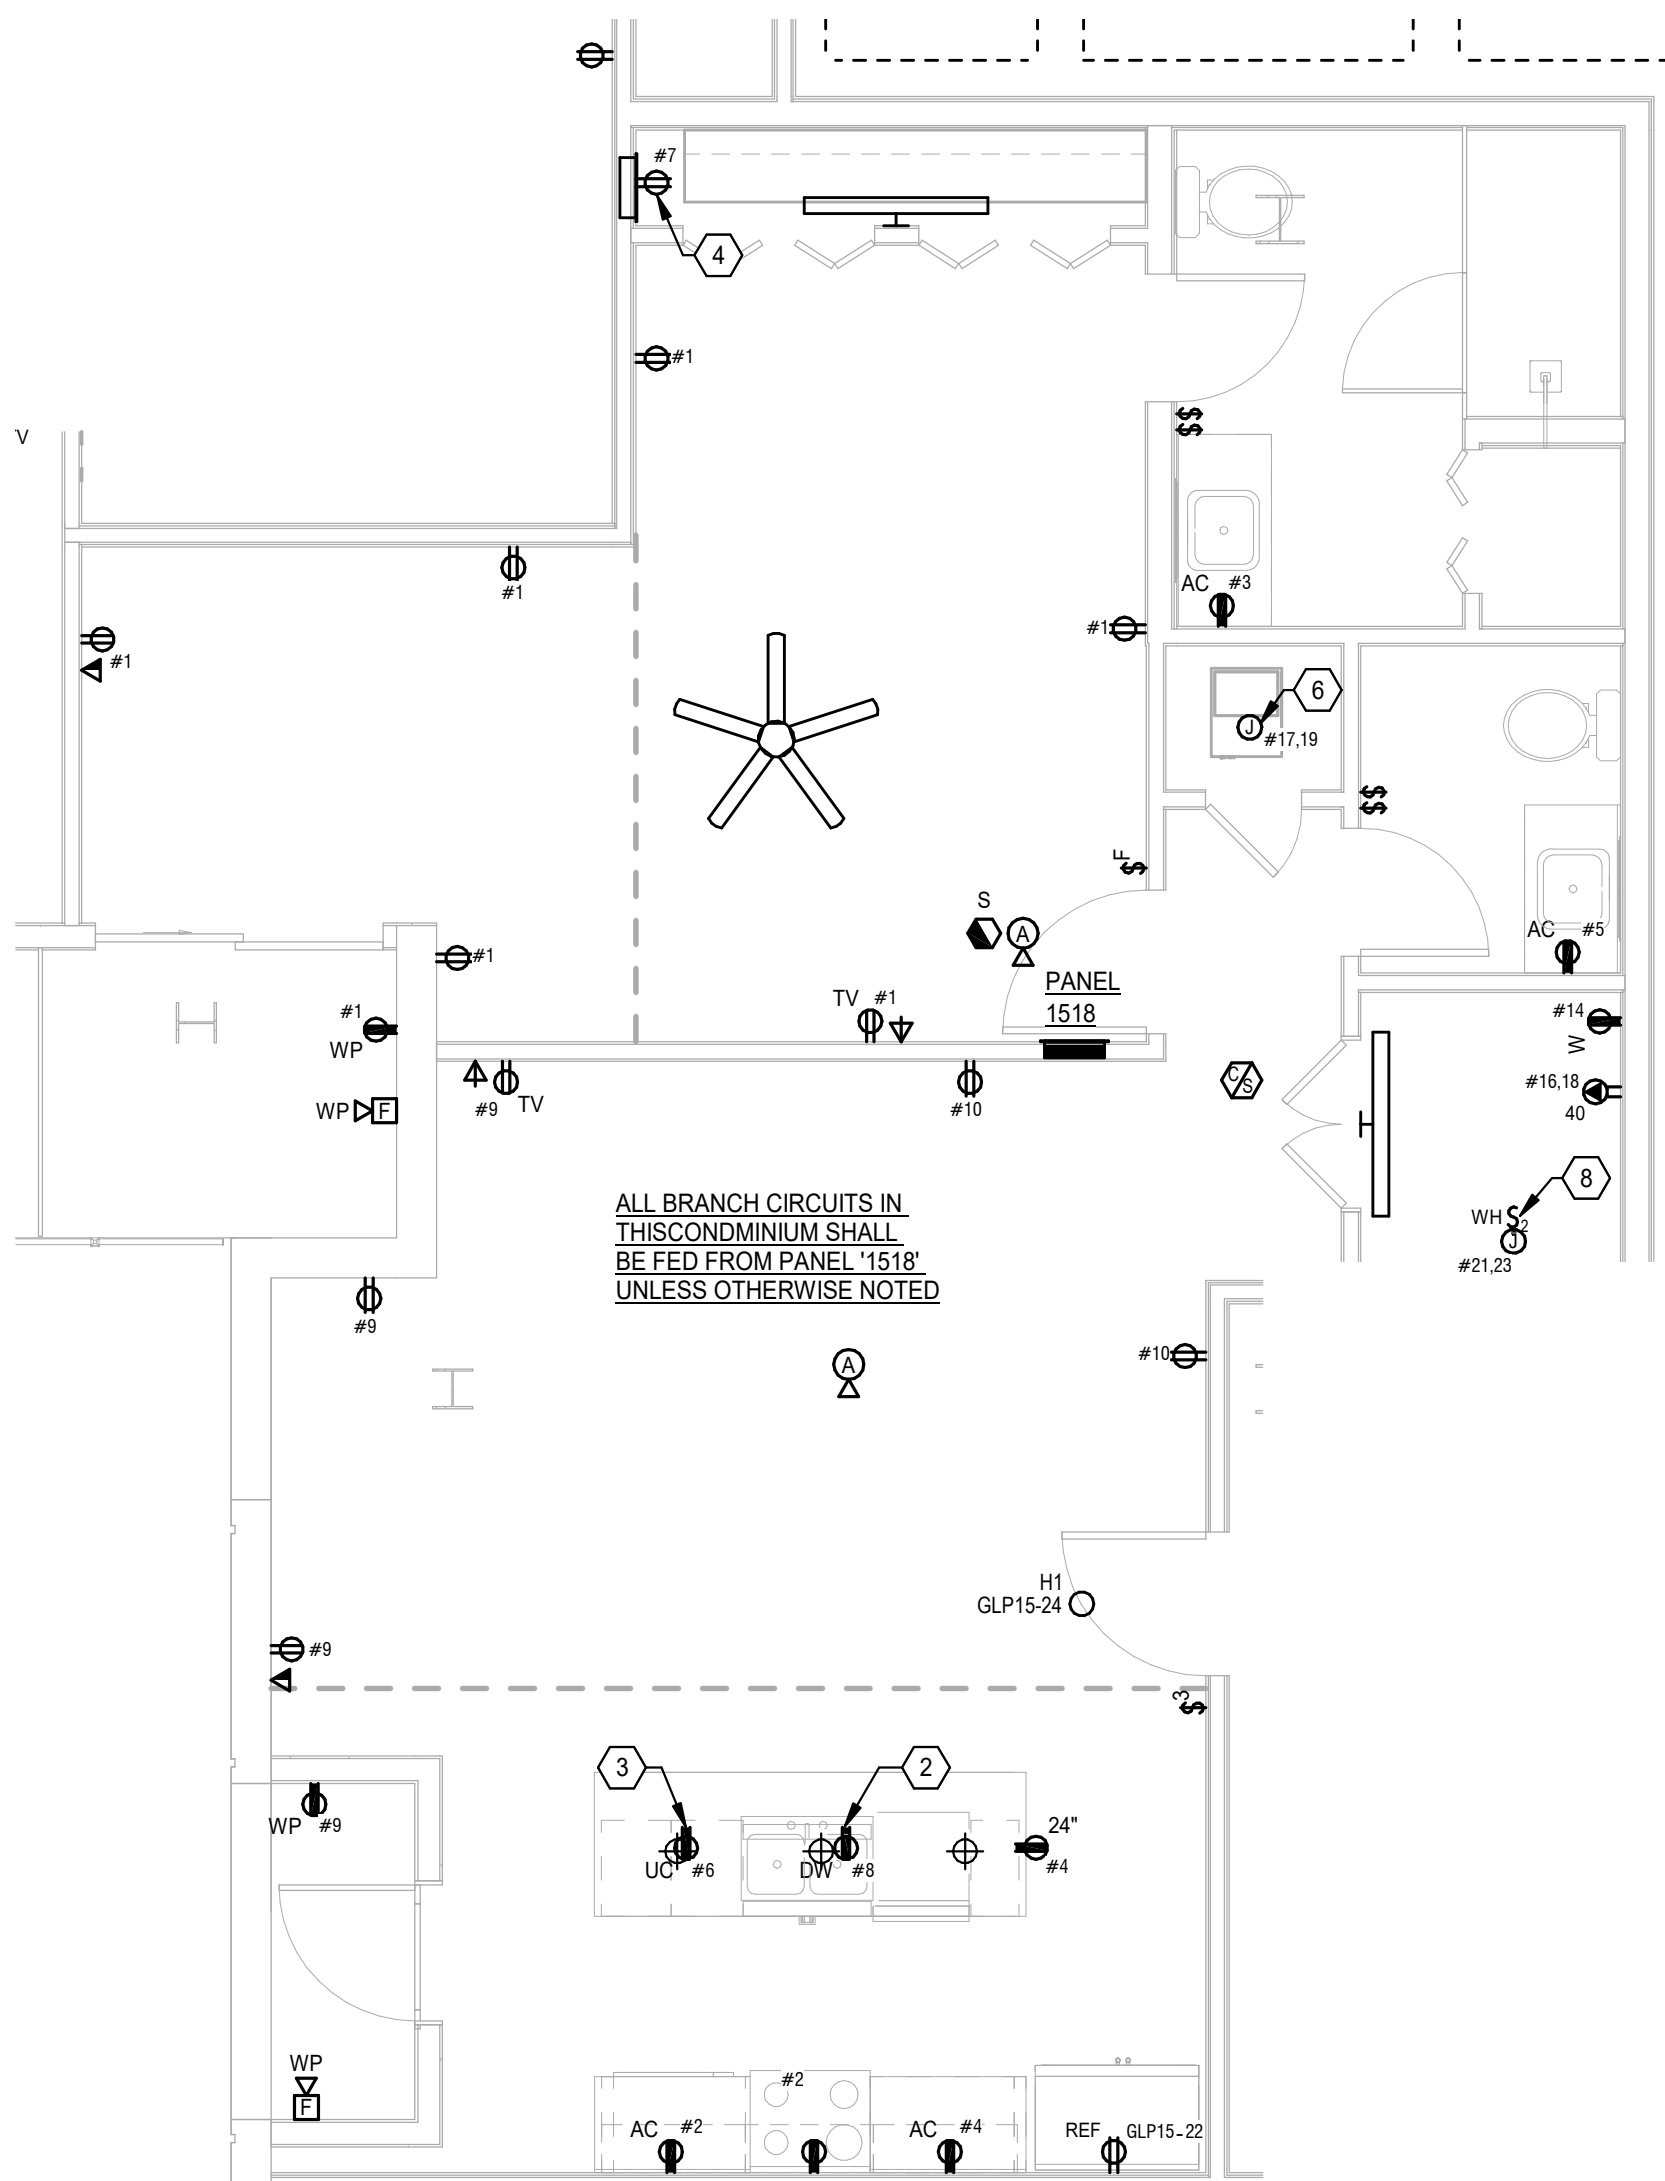 #7
4
#1
'V
#1
AC #3
#1
#1
6
J
#17,19
F
S
A
AC #5
#1
PANEL
1518
TV #1
#1
WP
#14
W
C/S
#16,18
40
#9 TV
#10
WP F
8
WH S2
J
#21,23
ALL BRANCH CIRCUITS IN
THISCONDMINIUM SHALL
BE FED FROM PANEL '1518'
UNLESS OTHERWISE NOTED
#9
#10
A
H1
GLP15-24
#9
3
3
2
WP #9
24"
UC #6
DW #8
#4
WP
F
#2
AC #2
AC #4
REF GLP15-22